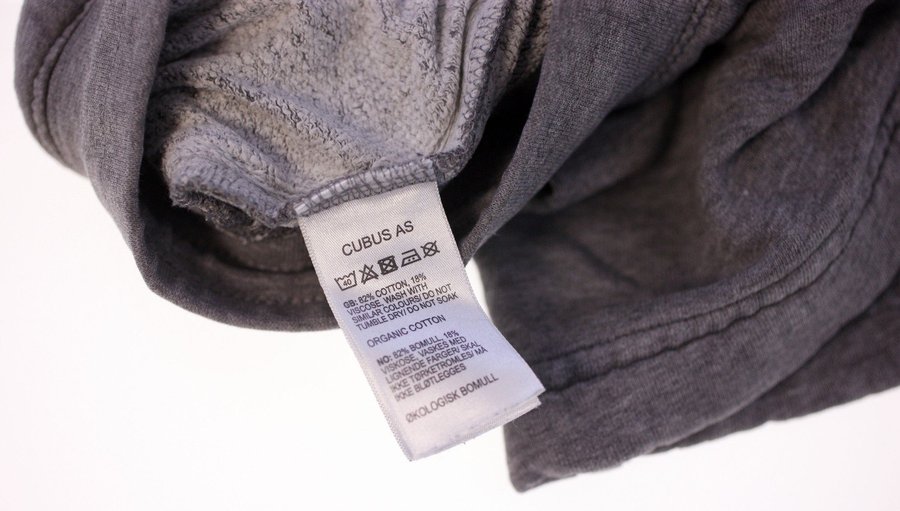 CUBUS AS
40
GB: 82% COTTON, 18%
VISCOSE, WASH WITH
SIMILAR COLOURS/ DO NOT
TUMBLE DRY/ DO NOT SOAK
ORGANIC COTTON
NO: 82% BOMULL, 18%
VISKOSE, VASKES MED
LIGNENDE FARGER/ SKAL
IKKE TØRKETROMLES/ MÅ
IKKE BLØTLEGGES
ØKOLOGISK BOMULL